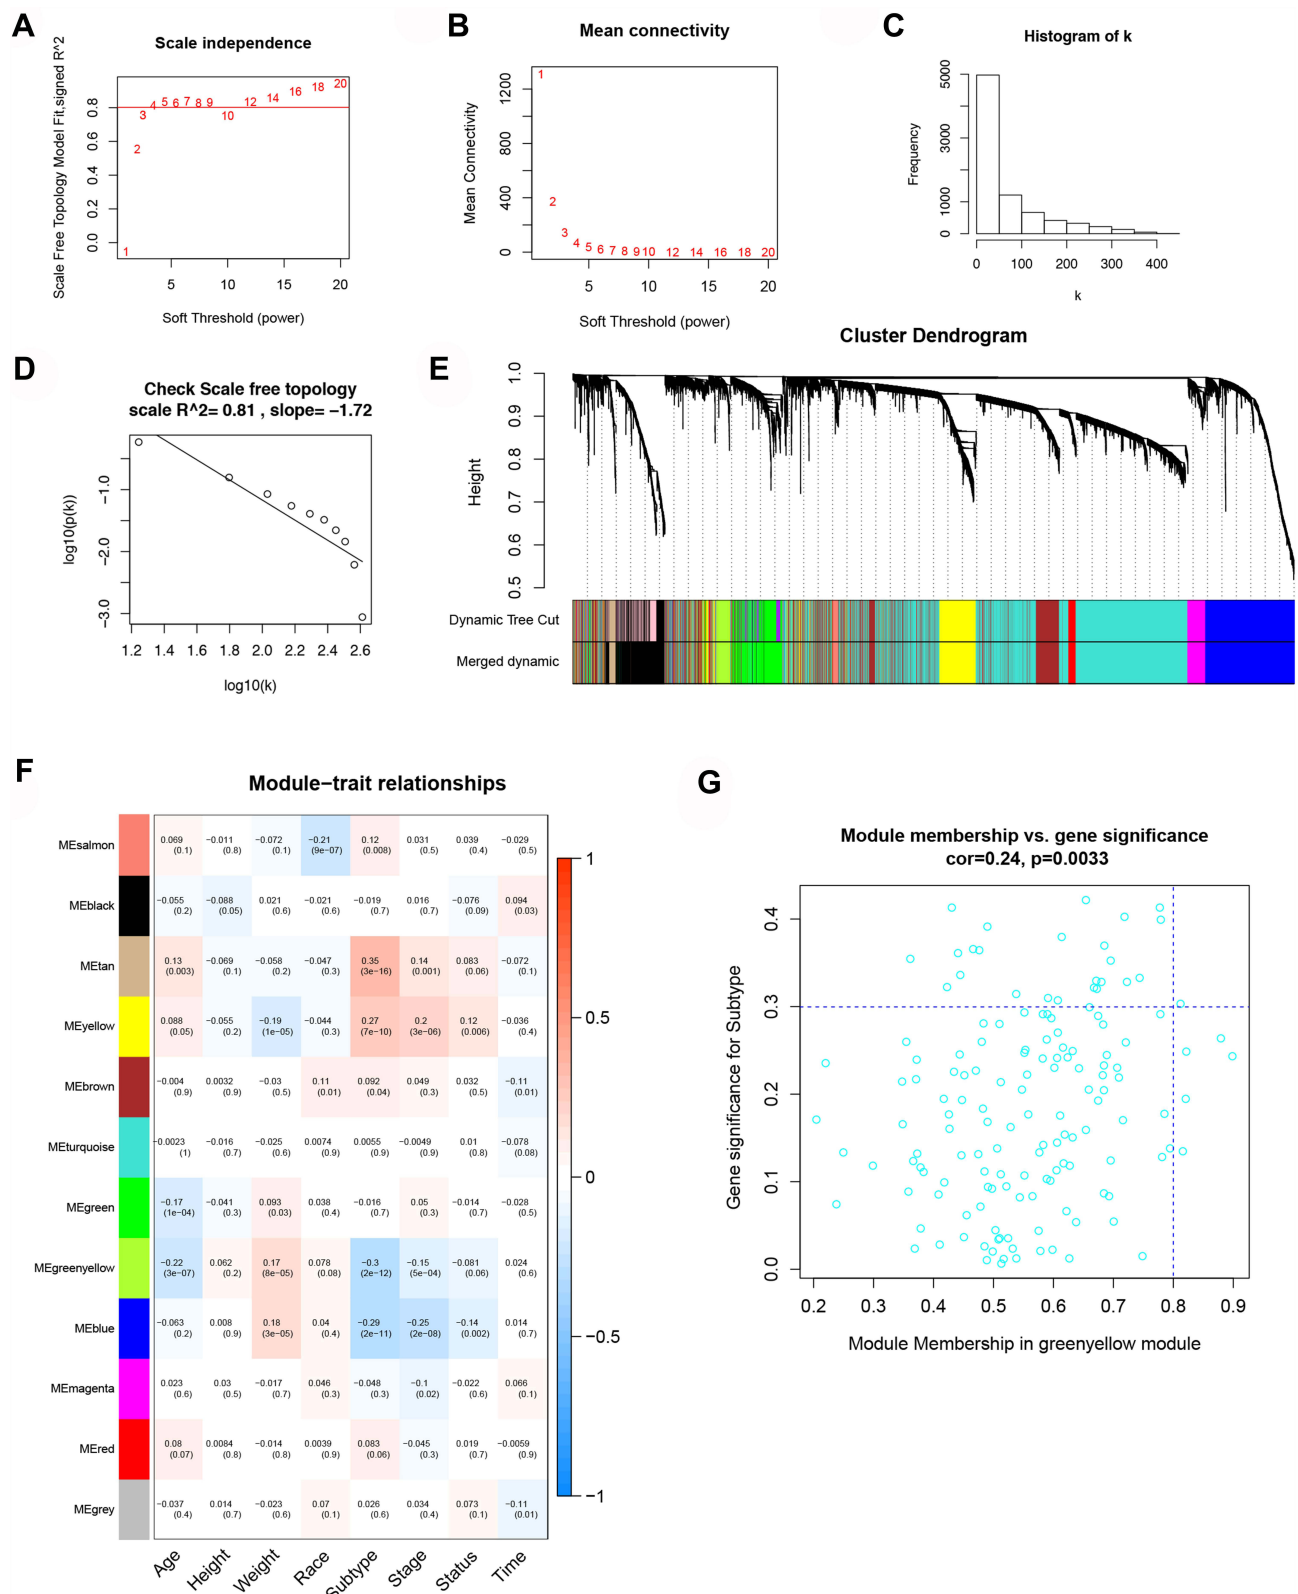 A
Scale independence
Scale Free Topology Model Fit,signed R^2
0.0 0.2 0.4 0.6 0.8
1 2 3 4 5 6 7 8 9 10 12 14 16 18 20
5 10 15 20
Soft Threshold (power)
B
Mean connectivity
Mean Connectivity
0 400 800 1200
1 2 3 4 5 6 7 8 9 10 12 14 16 18 20
5 10 15 20
Soft Threshold (power)
C
Histogram of k
Frequency
0 1000 3000 5000
0 100 200 300 400
k
D
Check Scale free topology
scale R^2= 0.81 , slope= −1.72
log10(p(k))
−3.0 −2.0 −1.0
1.2 1.4 1.6 1.8 2.0 2.2 2.4 2.6
log10(k)
E
Cluster Dendrogram
Height
0.5 0.6 0.7 0.8 0.9 1.0
Dynamic Tree Cut
Merged dynamic
F
Module−trait relationships
MEsalmon 0.069 (0.1) −0.011 (0.8) −0.072 (0.1) −0.21 (9e−07) 0.12 (0.008) 0.031 (0.5) 0.039 (0.4) −0.029 (0.5)
MEblack −0.055 (0.2) −0.088 (0.05) 0.021 (0.6) −0.021 (0.6) −0.019 (0.7) 0.016 (0.7) −0.076 (0.09) 0.094 (0.03)
MEtan 0.13 (0.003) −0.069 (0.1) −0.058 (0.2) −0.047 (0.3) 0.35 (3e−16) 0.14 (0.001) 0.083 (0.06) −0.072 (0.1)
MEyellow 0.088 (0.05) −0.055 (0.2) −0.19 (1e−05) −0.044 (0.3) 0.27 (7e−10) 0.2 (3e−06) 0.12 (0.006) −0.036 (0.4)
MEbrown −0.004 (0.9) 0.0032 (0.9) −0.03 (0.5) 0.11 (0.01) 0.092 (0.04) 0.049 (0.3) 0.032 (0.5) −0.11 (0.01)
MEturquoise −0.0023 (1) −0.016 (0.7) −0.025 (0.6) 0.0074 (0.9) 0.0055 (0.9) −0.0049 (0.9) 0.01 (0.8) −0.078 (0.08)
MEgreen −0.17 (1e−04) −0.041 (0.3) 0.093 (0.03) 0.038 (0.4) −0.016 (0.7) 0.05 (0.3) −0.014 (0.7) −0.028 (0.5)
MEgreenyellow −0.22 (3e−07) 0.062 (0.2) 0.17 (8e−05) 0.078 (0.08) −0.3 (2e−12) −0.15 (5e−04) −0.081 (0.06) 0.024 (0.6)
MEblue −0.063 (0.2) 0.008 (0.9) 0.18 (3e−05) 0.04 (0.4) −0.29 (2e−11) −0.25 (2e−08) −0.14 (0.002) 0.014 (0.7)
MEmagenta 0.023 (0.6) 0.03 (0.5) −0.017 (0.7) 0.046 (0.3) −0.048 (0.3) −0.1 (0.02) −0.022 (0.6) 0.066 (0.1)
MEred 0.08 (0.07) 0.0084 (0.8) −0.014 (0.8) 0.0039 (0.9) 0.083 (0.06) −0.045 (0.3) 0.019 (0.7) −0.0059 (0.9)
MEgrey −0.037 (0.4) 0.014 (0.7) −0.023 (0.6) 0.07 (0.1) 0.026 (0.6) 0.034 (0.4) 0.073 (0.1) −0.11 (0.01)
Age Height Weight Race Subtype Stage Status Time
1
0.5
0
−0.5
−1
G
Module membership vs. gene significance
cor=0.24, p=0.0033
Gene significance for Subtype
0.0 0.1 0.2 0.3 0.4
0.2 0.3 0.4 0.5 0.6 0.7 0.8 0.9
Module Membership in greenyellow module